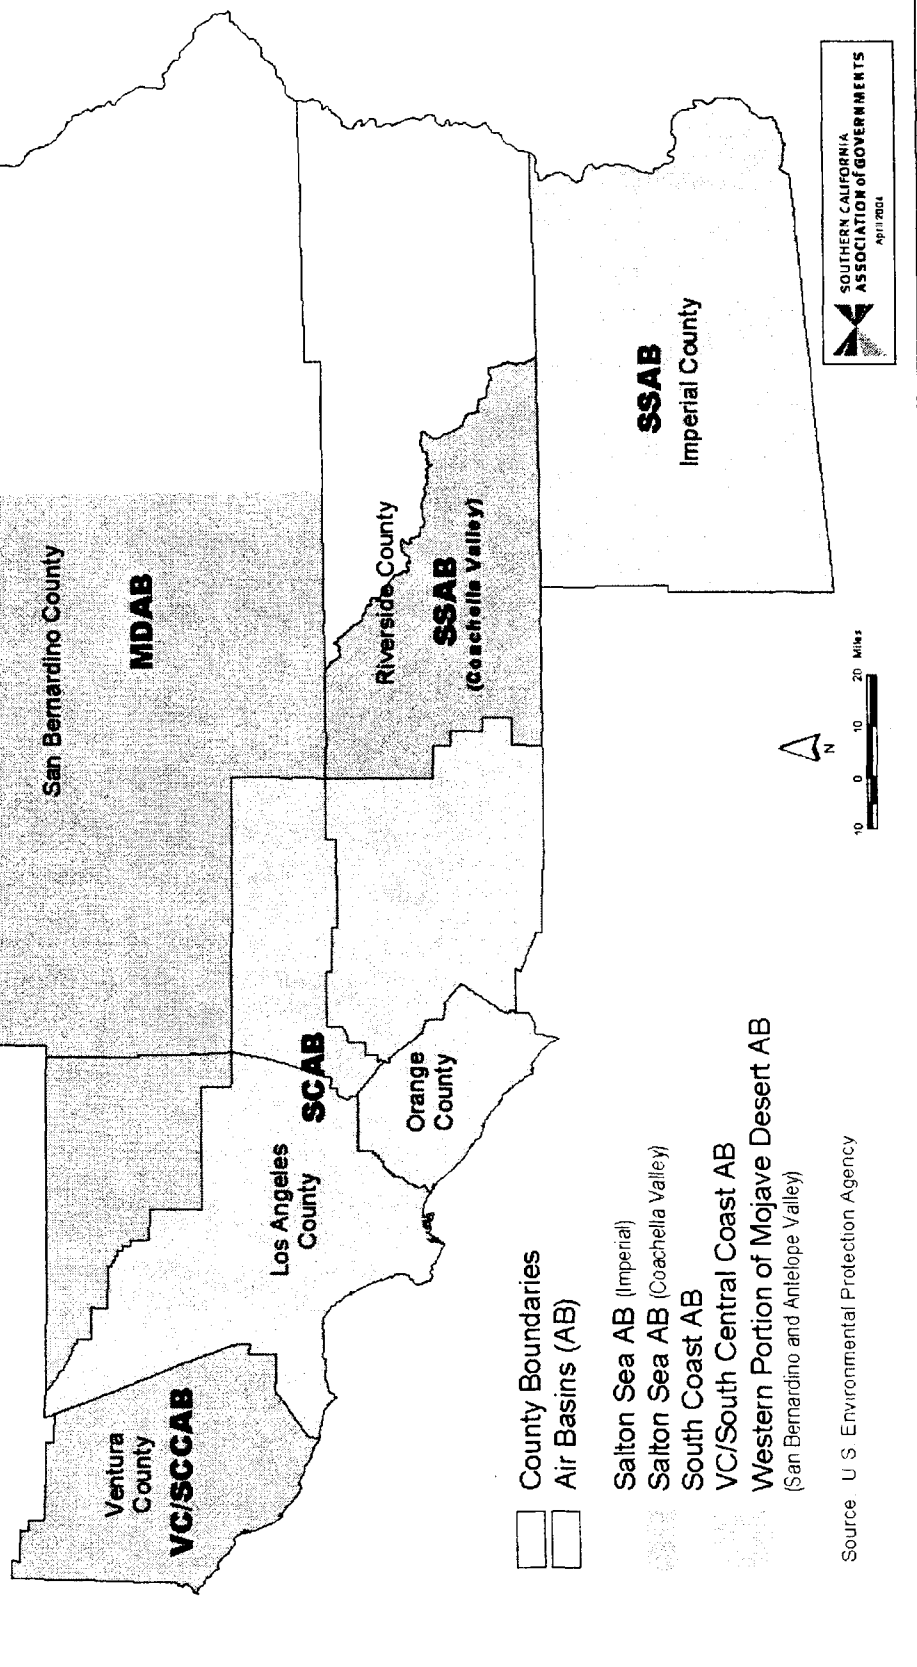 San Bernardino County
MDAB
Ventura
County
VC/SCCAB
Los Angeles
County
SCAB
Orange
County
Riverside County
SSAB
(Coachella Valley)
SSAB
Imperial County
County Boundaries
Air Basins (AB)
Salton Sea AB (Imperial)
Salton Sea AB (Coachella Valley)
South Coast AB
VC/South Central Coast AB
Western Portion of Mojave Desert AB
(San Bernardino and Antelope Valley)
Source U S Environmental Protection Agency
N
10 0 10 20 Miles
SOUTHERN CALIFORNIA
ASSOCIATION of GOVERNMENTS
April 2004